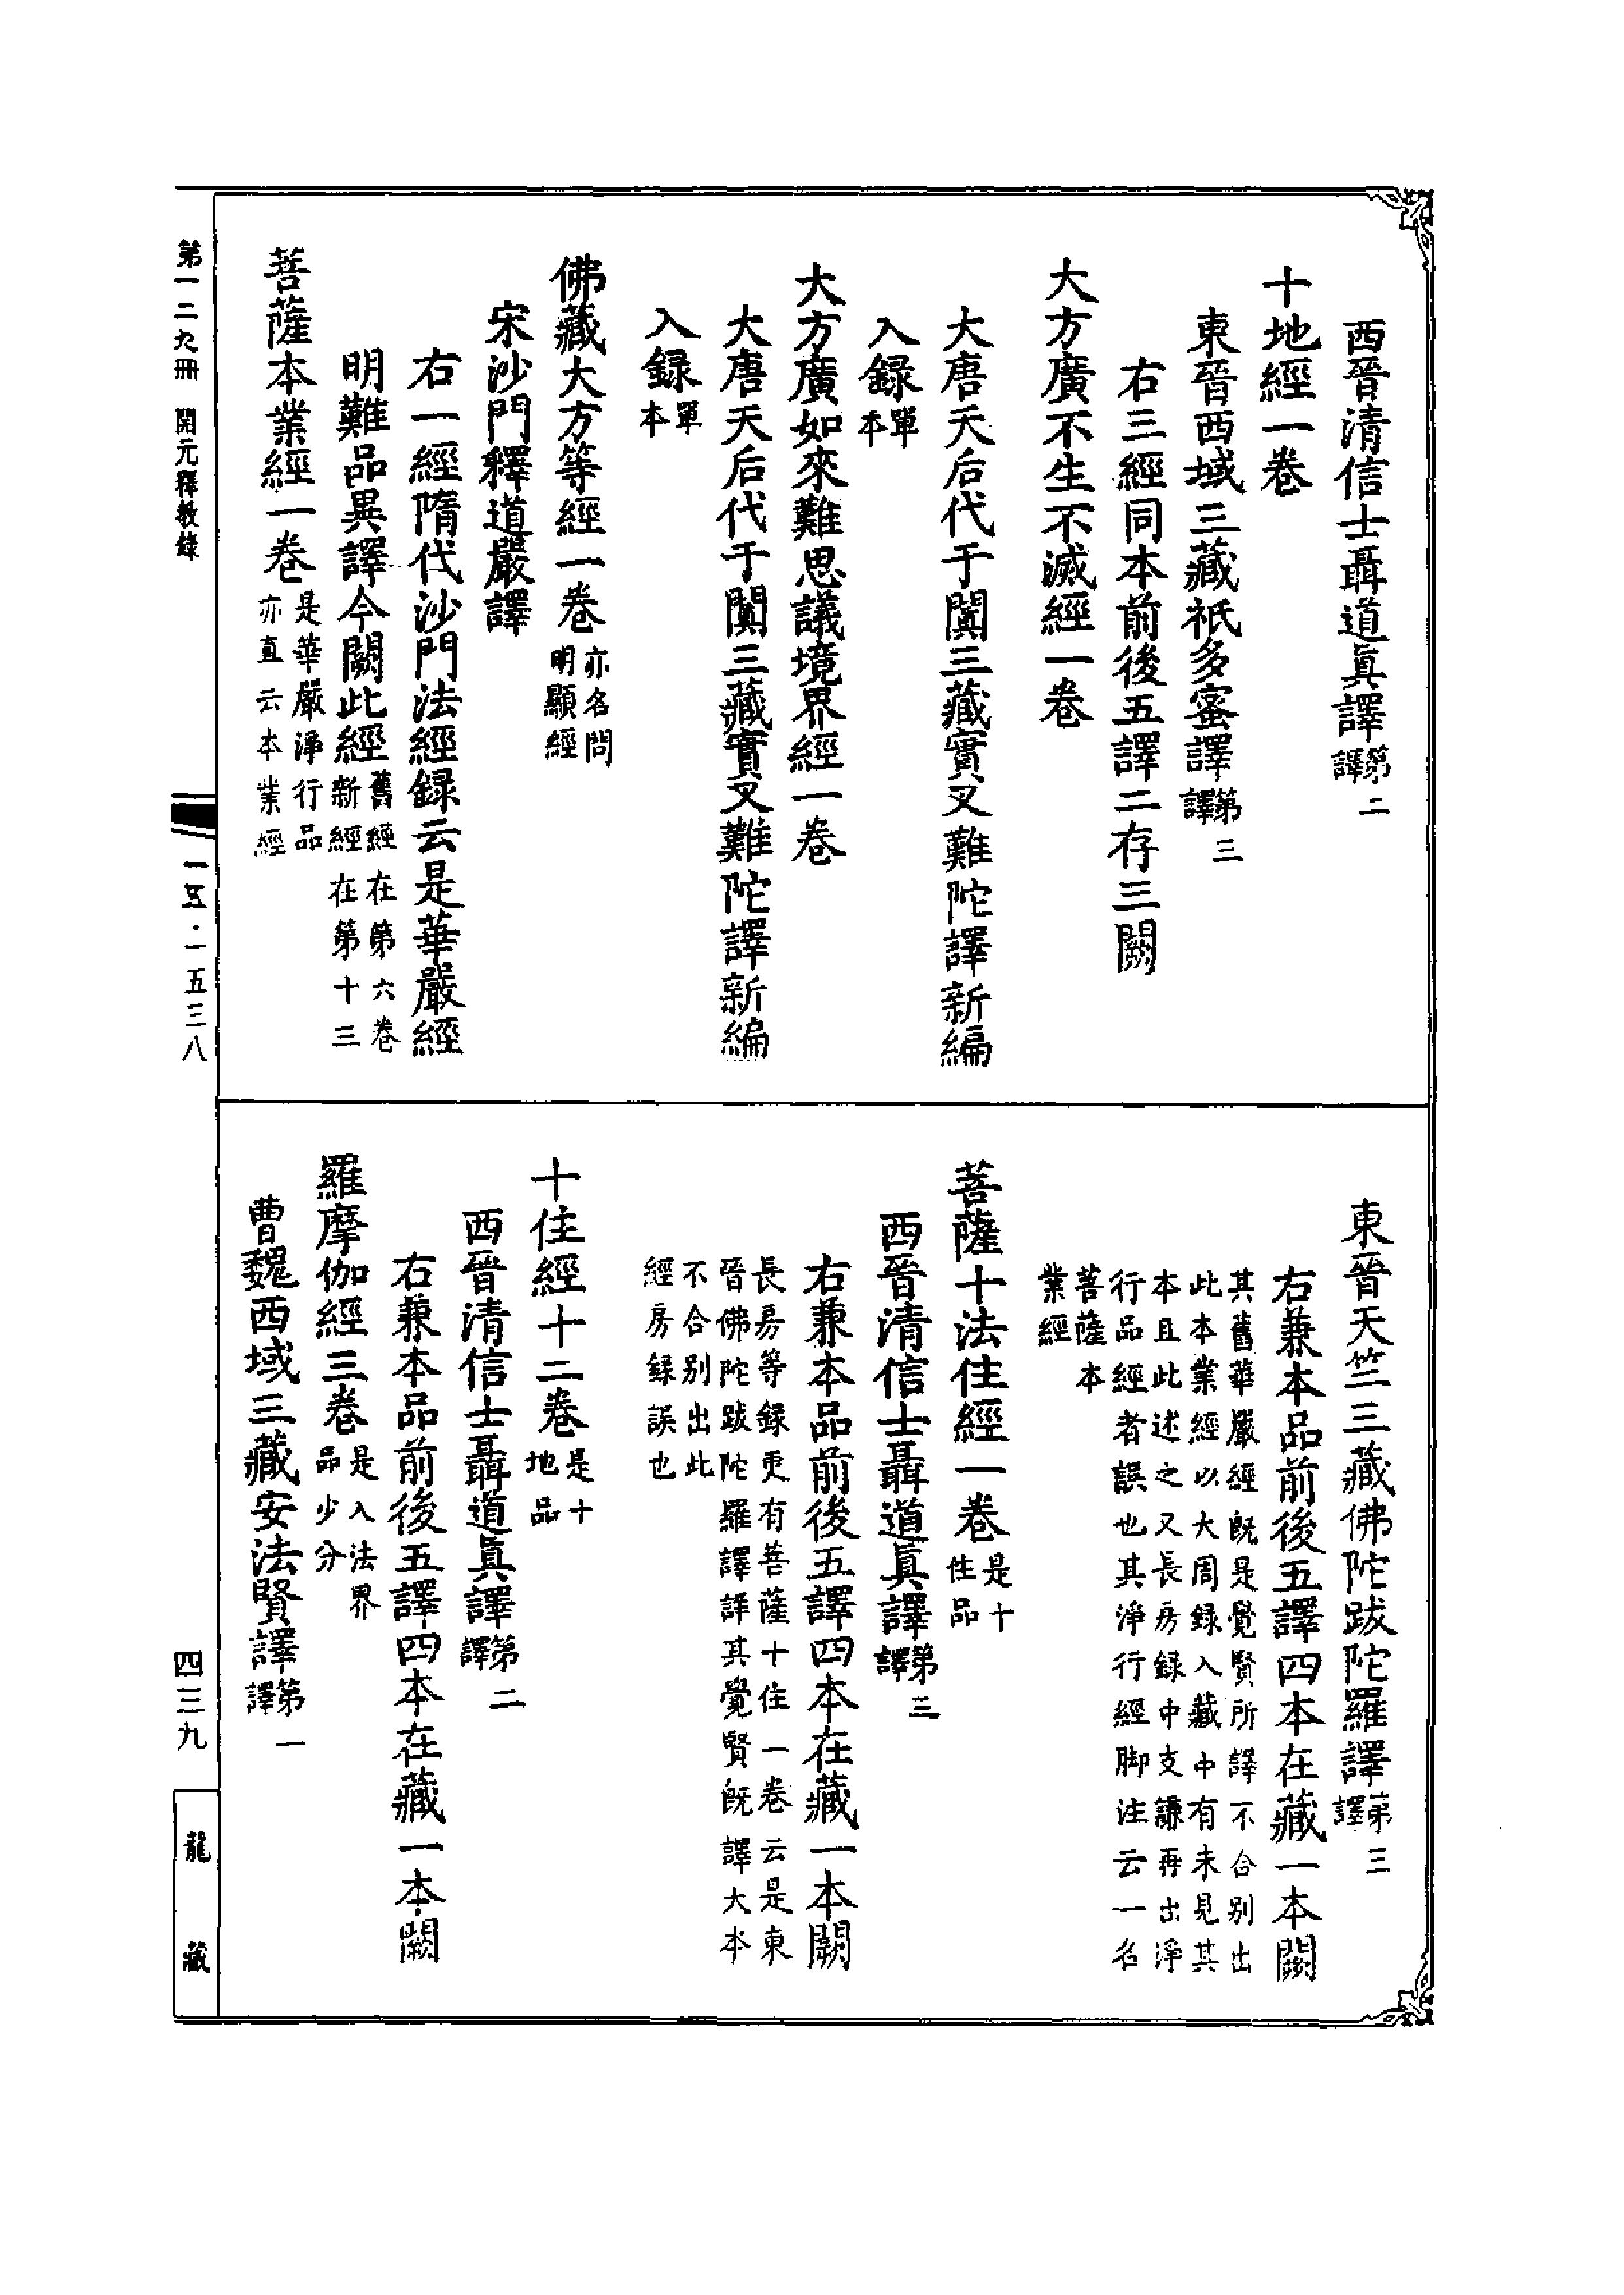 西晉清信士聶道眞譯第二譯
十地經一卷
東晉西域三藏祇多蜜譯第三譯
右三經同本前後五譯二存三闕
大方廣不生不滅經一卷
大唐天后代于闐三藏實叉難陀譯新編
入録單本
大方廣如來難思議境界經一卷
大唐天后代于闐三藏實叉難陀譯新編
入録單本
佛藏大方等經一卷亦名問明顯經
宋沙門釋道嚴譯
右一經隋代沙門法經録云是華嚴經
明難品異譯今闕此經舊經在第六卷新經在第十三
菩薩本業經一卷是華嚴淨行品亦直云本業經
東晉天竺三藏佛陀跋陀羅譯第三譯
右兼本品前後五譯四本在藏一本闕
其舊華嚴經旣是覺賢所譯不合別出
此本業經以大周録入藏中有未見其
本且此述之又長房録中支謙再出淨
行品經者誤也其淨行經脚注云一名
菩薩本
業經
菩薩十法住經一卷是十住品
西晉清信士聶道眞譯第三譯
右兼本品前後五譯四本在藏一本闕
長房等録更有菩薩十住一卷云是東
晉佛陀跋陀羅譯詳其覺賢旣譯大本
不合別出此
經房録誤也
十住經十二卷是十地品
西晉清信士聶道眞譯第二譯
右兼本品前後五譯四本在藏一本闕
羅摩伽經三卷是入法界品少分
曹魏西域三藏安法賢譯第一譯
第一二九冊 開元釋教錄
一五·一五三八
四三九
龍藏